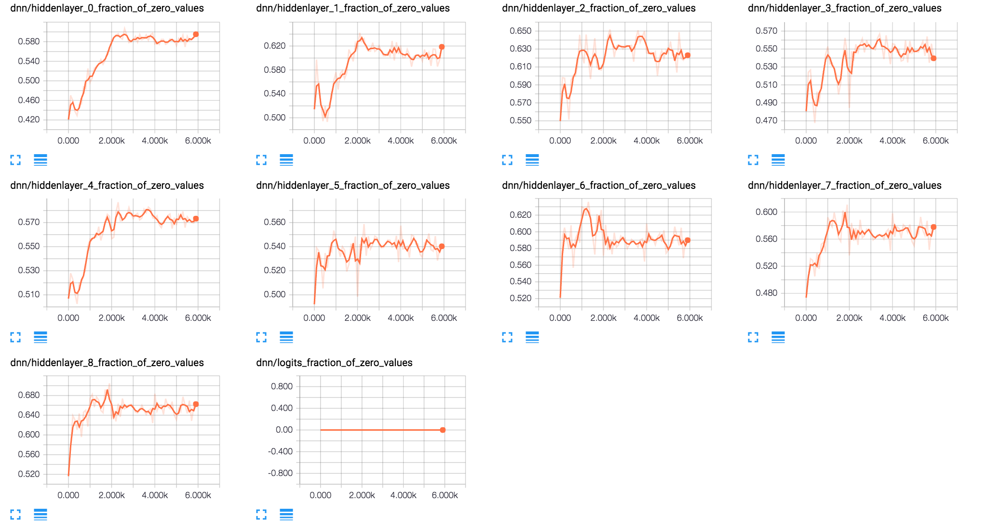 dnn/hiddenlayer_0_fraction_of_zero_values
0.580
0.540
0.500
0.460
0.420
0.000 2.000k 4.000k 6.000k
dnn/hiddenlayer_1_fraction_of_zero_values
0.620
0.580
0.540
0.500
0.000 2.000k 4.000k 6.000k
dnn/hiddenlayer_2_fraction_of_zero_values
0.650
0.630
0.610
0.590
0.570
0.550
0.000 2.000k 4.000k 6.000k
dnn/hiddenlayer_3_fraction_of_zero_values
0.570
0.550
0.530
0.510
0.490
0.470
0.000 2.000k 4.000k 6.000k
dnn/hiddenlayer_4_fraction_of_zero_values
0.570
0.550
0.530
0.510
0.000 2.000k 4.000k 6.000k
dnn/hiddenlayer_5_fraction_of_zero_values
0.560
0.540
0.520
0.500
0.000 2.000k 4.000k 6.000k
dnn/hiddenlayer_6_fraction_of_zero_values
0.620
0.600
0.580
0.560
0.540
0.520
0.000 2.000k 4.000k 6.000k
dnn/hiddenlayer_7_fraction_of_zero_values
0.600
0.560
0.520
0.480
0.000 2.000k 4.000k 6.000k
dnn/hiddenlayer_8_fraction_of_zero_values
0.680
0.640
0.600
0.560
0.520
0.000 2.000k 4.000k 6.000k
dnn/logits_fraction_of_zero_values
0.800
0.400
0.00
-0.400
-0.800
0.000 2.000k 4.000k 6.000k